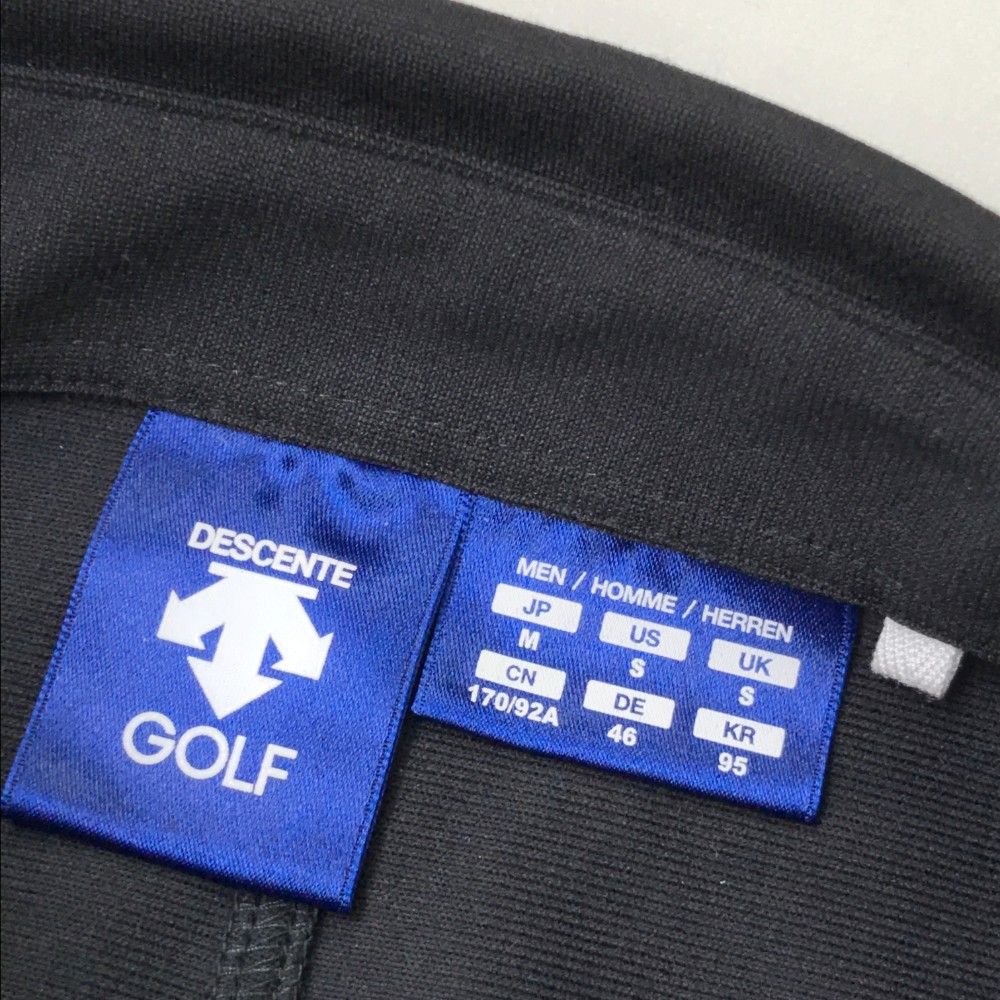 DESCENTE
GOLF
MEN / HOMME / HERREN
JP US UK
M S S
CN DE KR
170/92A 46 95